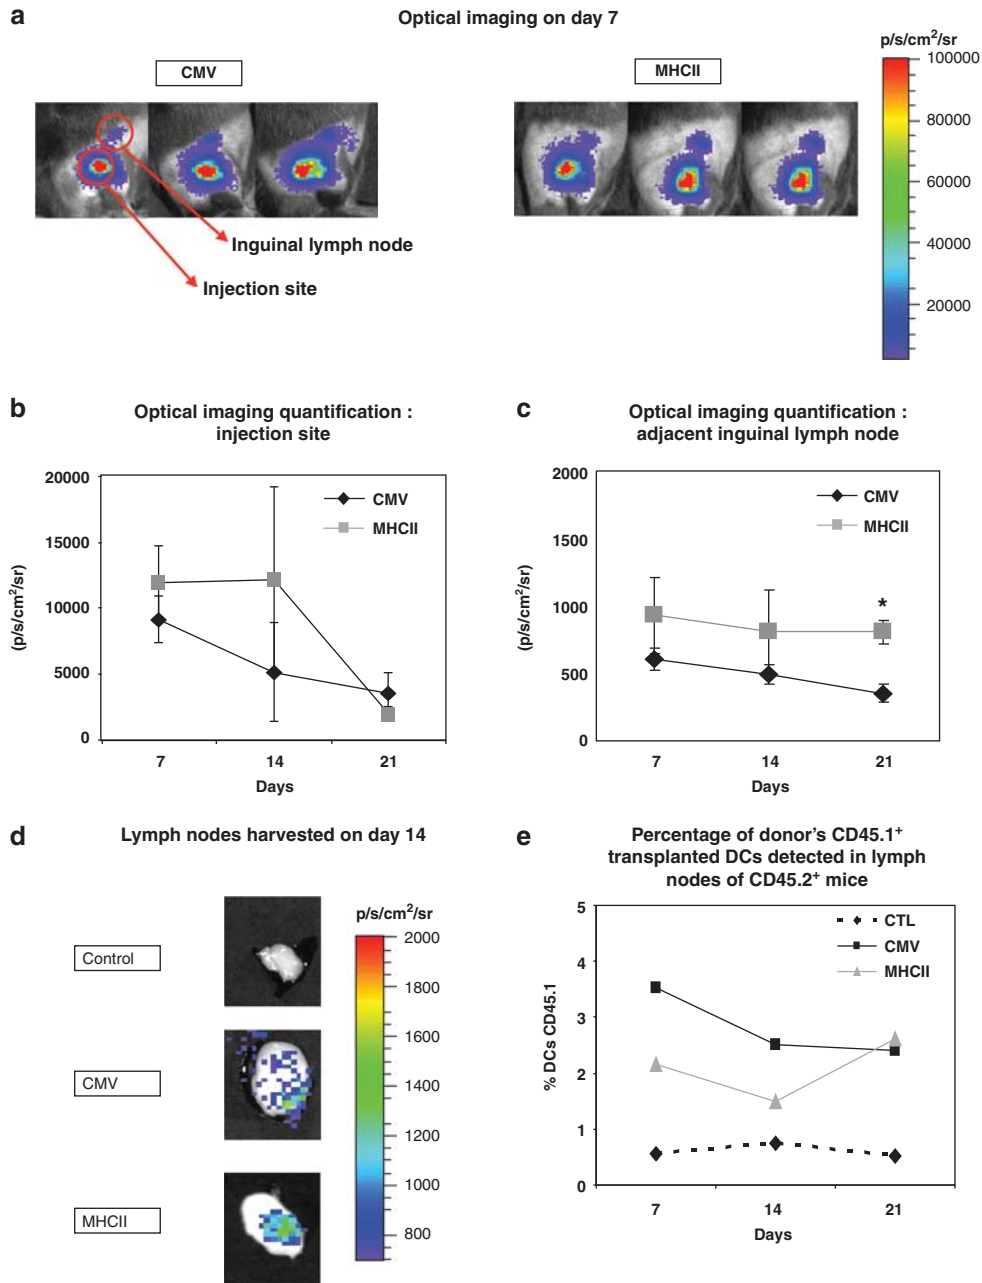 a
Optical imaging on day 7
CMV
MHCII
p/s/cm²/sr
100000
80000
60000
40000
20000
Inguinal lymph node
Injection site
b
Optical imaging quantification :
injection site
20000
15000
10000
5000
0
(p/s/cm²/sr)
CMV
MHCII
7 14 21
Days
c
Optical imaging quantification :
adjacent inguinal lymph node
2000
1500
1000
500
0
(p/s/cm²/sr)
CMV
MHCII
*
7 14 21
Days
d
Lymph nodes harvested on day 14
Control
CMV
MHCII
p/s/cm²/sr
2000
1800
1600
1400
1200
1000
800
e
Percentage of donor's CD45.1⁺
transplanted DCs detected in lymph
nodes of CD45.2⁺ mice
5
4
3
2
1
0
% DCs CD45.1
CTL
CMV
MHCII
7 14 21
Days